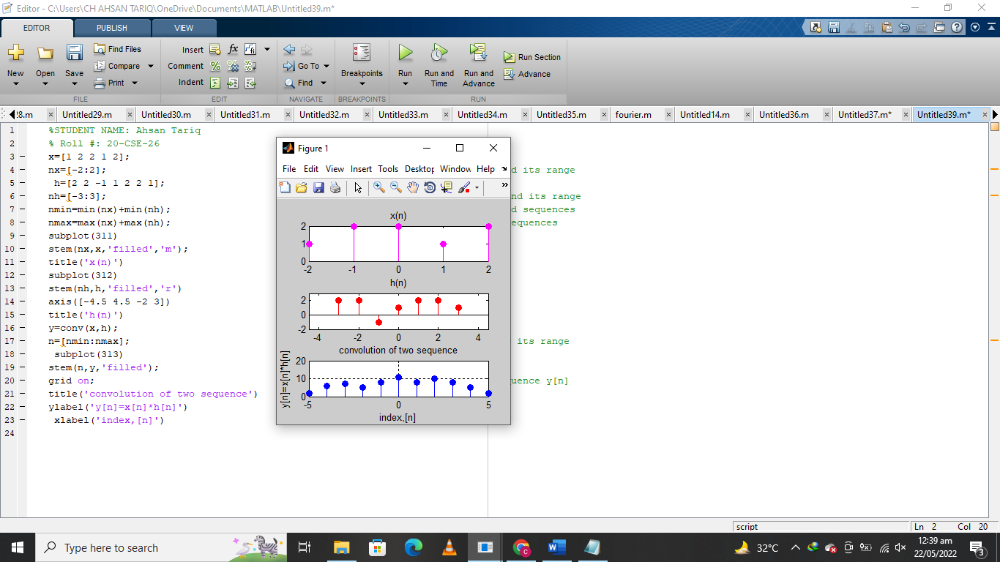 Editor - C:\Users\CH AHSAN TARIQ\OneDrive\Documents\MATLAB\Untitled39.m*
EDITOR PUBLISH VIEW
New Open Save Find Files Compare Print
Insert fx Comment Indent
Go To Find
Breakpoints
Run Run and Time Run and Advance Run Section Advance
FILE EDIT NAVIGATE BREAKPOINTS RUN
28.m Untitled29.m Untitled30.m Untitled31.m Untitled32.m Untitled33.m Untitled34.m Untitled35.m fourier.m Untitled14.m Untitled36.m Untitled37.m* Untitled39.m*
1 %STUDENT NAME: Ahsan Tariq
2 % Roll #: 20-CSE-26
3 x=[1 2 2 1 2];
4 nx=[-2:2]; d its range
5 h=[2 2 -1 1 2 2 1];
6 nh=[-3:3]; nd its range
7 nmin=min(nx)+min(nh); d sequences
8 nmax=max(nx)+max(nh); equences
9 subplot(311)
10 stem(nx,x,'filled','m');
11 title('x(n)')
12 subplot(312)
13 stem(nh,h,'filled','r')
14 axis([-4.5 4.5 -2 3])
15 title('h(n)')
16 y=conv(x,h);
17 n=[nmin:nmax]; its range
18 subplot(313)
19 stem(n,y,'filled');
20 grid on; uence y[n]
21 title('convolution of two sequence')
22 ylabel('y[n]=x[n]*h[n]')
23 xlabel('index,[n]')
24
Figure 1
File Edit View Insert Tools Desktop Window Help
x(n)
2
1
0
-2 -1 0 1 2
h(n)
2
0
-2
-4 -2 0 2 4
convolution of two sequence
y[n]=x[n]*h[n]
20
10
0
-5 0 5
index,[n]
script Ln 2 Col 20
Type here to search
32°C
12:39 am
22/05/2022
3